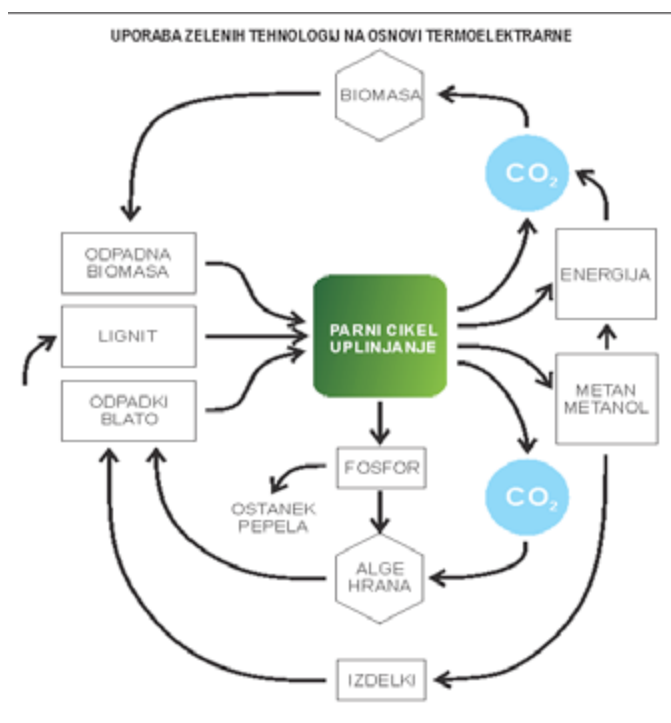 UPORABA ZELENIH TEHNOLOGIJ NA OSNOVI TERMOELEKTRARNE
BIOMASA
CO₂
ODPADNA
BIOMASA
ENERGIJA
PARNI CIKEL
UPLINJANJE
LIGNIT
METAN
METANOL
ODPADKI
BLATO
FOSFOR
CO₂
OSTANEK
PEPELA
ALGE
HRANA
IZDELKI